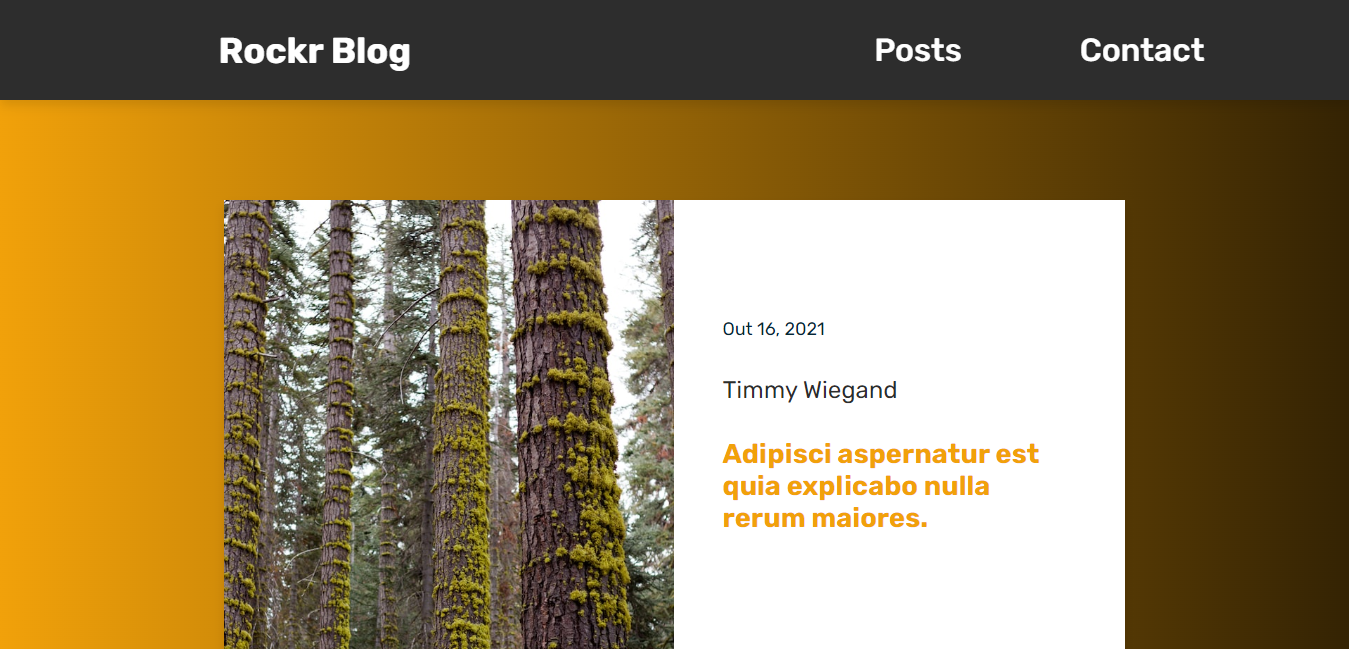 Rockr Blog Posts Contact
Out 16, 2021
Timmy Wiegand
Adipisci aspernatur est
quia explicabo nulla
rerum maiores.